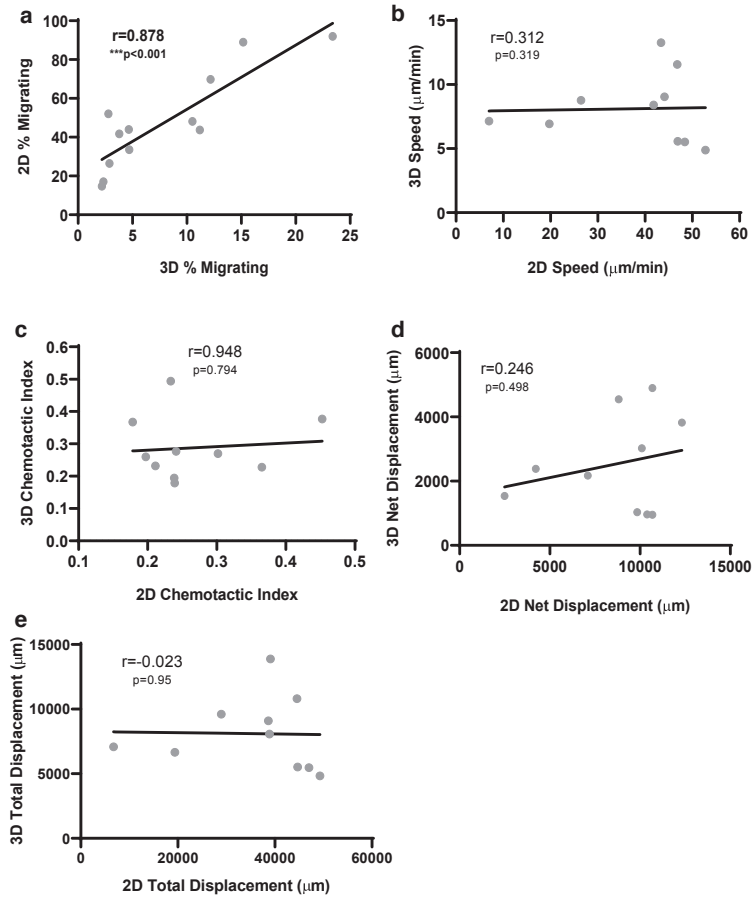 a
r=0.878
***p<0.001
2D % Migrating
100
80
60
40
20
0
0 5 10 15 20 25
3D % Migrating
b
r=0.312
p=0.319
3D Speed (μm/min)
15
10
5
0
0 10 20 30 40 50 60
2D Speed (μm/min)
c
r=0.948
p=0.794
3D Chemotactic Index
0.6
0.5
0.4
0.3
0.2
0.1
0.0
0.1 0.2 0.3 0.4 0.5
2D Chemotactic Index
d
r=0.246
p=0.498
3D Net Displacement (μm)
6000
4000
2000
0
0 5000 10000 15000
2D Net Displacement (μm)
e
r=-0.023
p=0.95
3D Total Displacement (μm)
15000
10000
5000
0
0 20000 40000 60000
2D Total Displacement (μm)